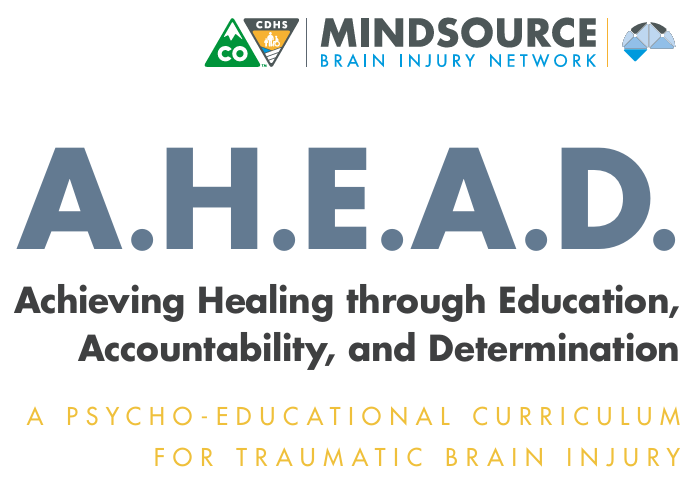 CO
CDHS
MINDSOURCE
BRAIN INJURY NETWORK
A.H.E.A.D.
Achieving Healing through Education,
Accountability, and Determination
A PSYCHO-EDUCATIONAL CURRICULUM
FOR TRAUMATIC BRAIN INJURY